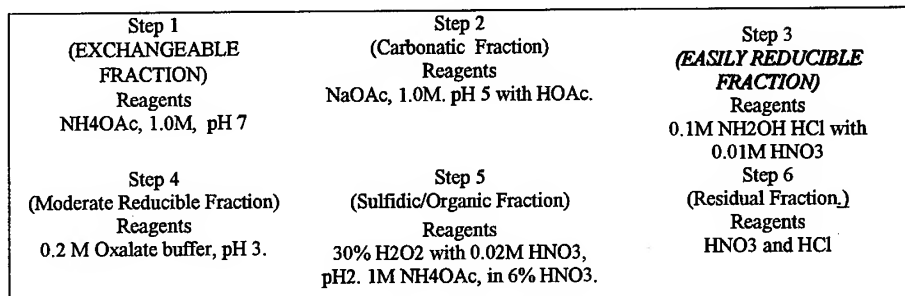 Step 1
(EXCHANGEABLE
FRACTION)
Reagents
NH4OAc, 1.0M, pH 7
Step 2
(Carbonatic Fraction)
Reagents
NaOAc, 1.0M. pH 5 with HOAc.
Step 3
(EASILY REDUCIBLE
FRACTION)
Reagents
0.1M NH2OH HCl with
0.01M HNO3
Step 4
(Moderate Reducible Fraction)
Reagents
0.2 M Oxalate buffer, pH 3.
Step 5
(Sulfidic/Organic Fraction)
Reagents
30% H2O2 with 0.02M HNO3,
pH2. 1M NH4OAc, in 6% HNO3.
Step 6
(Residual Fraction_)
Reagents
HNO3 and HCl